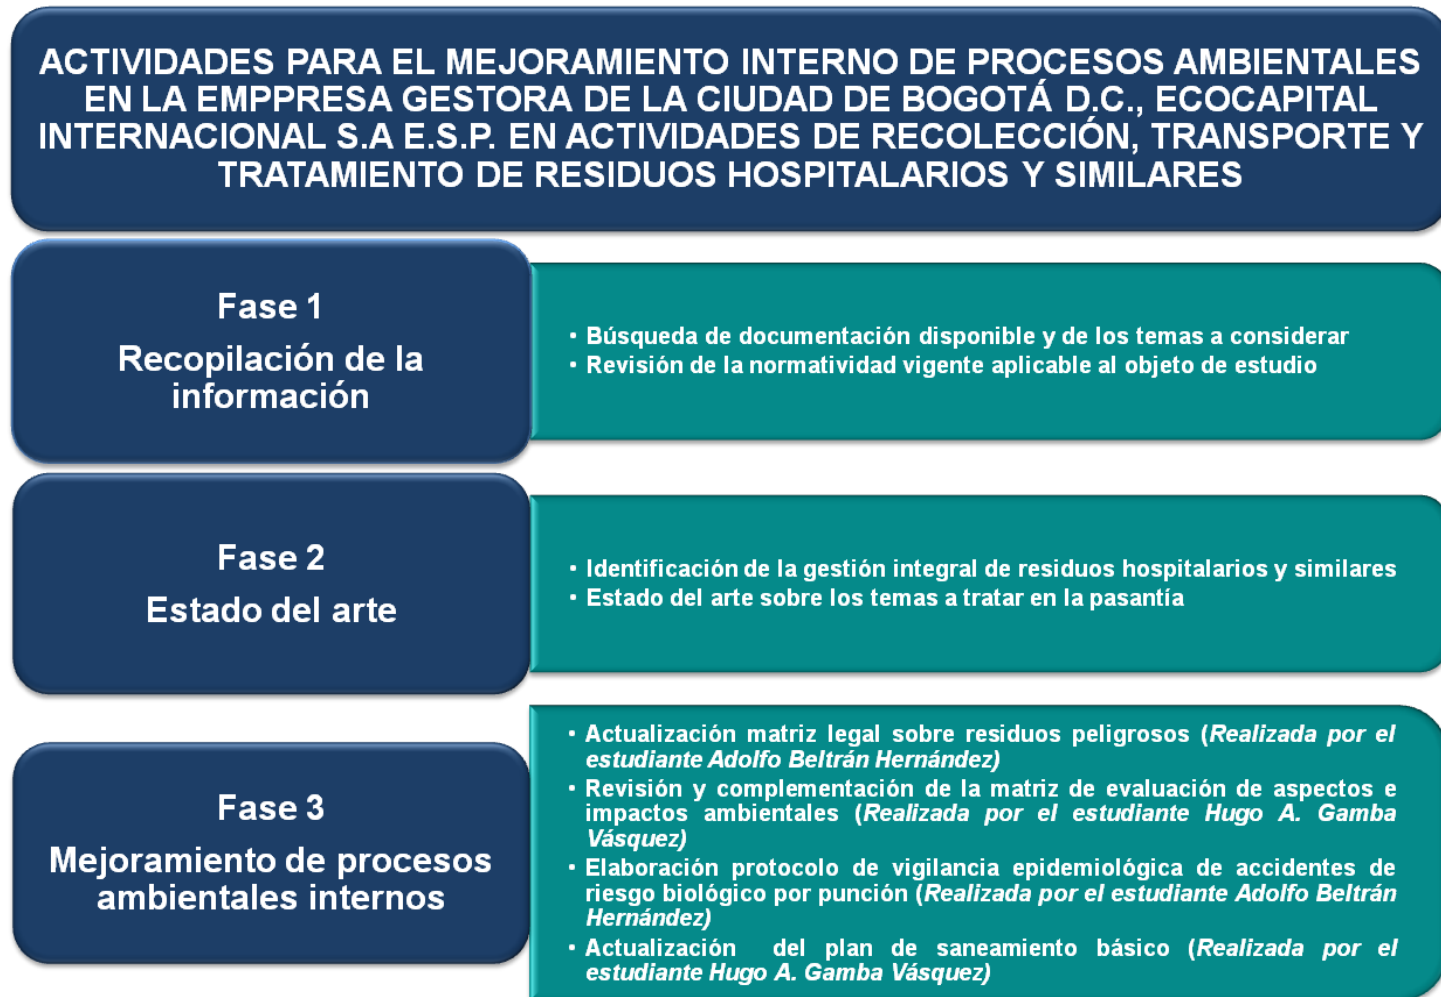 ACTIVIDADES PARA EL MEJORAMIENTO INTERNO DE PROCESOS AMBIENTALES
EN LA EMPPRESA GESTORA DE LA CIUDAD DE BOGOTÁ D.C., ECOCAPITAL
INTERNACIONAL S.A E.S.P. EN ACTIVIDADES DE RECOLECCIÓN, TRANSPORTE Y
TRATAMIENTO DE RESIDUOS HOSPITALARIOS Y SIMILARES
Fase 1
Recopilación de la
información
• Búsqueda de documentación disponible y de los temas a considerar
• Revisión de la normatividad vigente aplicable al objeto de estudio
Fase 2
Estado del arte
• Identificación de la gestión integral de residuos hospitalarios y similares
• Estado del arte sobre los temas a tratar en la pasantía
Fase 3
Mejoramiento de procesos
ambientales internos
• Actualización matriz legal sobre residuos peligrosos (Realizada por el
estudiante Adolfo Beltrán Hernández)
• Revisión y complementación de la matriz de evaluación de aspectos e
impactos ambientales (Realizada por el estudiante Hugo A. Gamba
Vásquez)
• Elaboración protocolo de vigilancia epidemiológica de accidentes de
riesgo biológico por punción (Realizada por el estudiante Adolfo Beltrán
Hernández)
• Actualización del plan de saneamiento básico (Realizada por el
estudiante Hugo A. Gamba Vásquez)